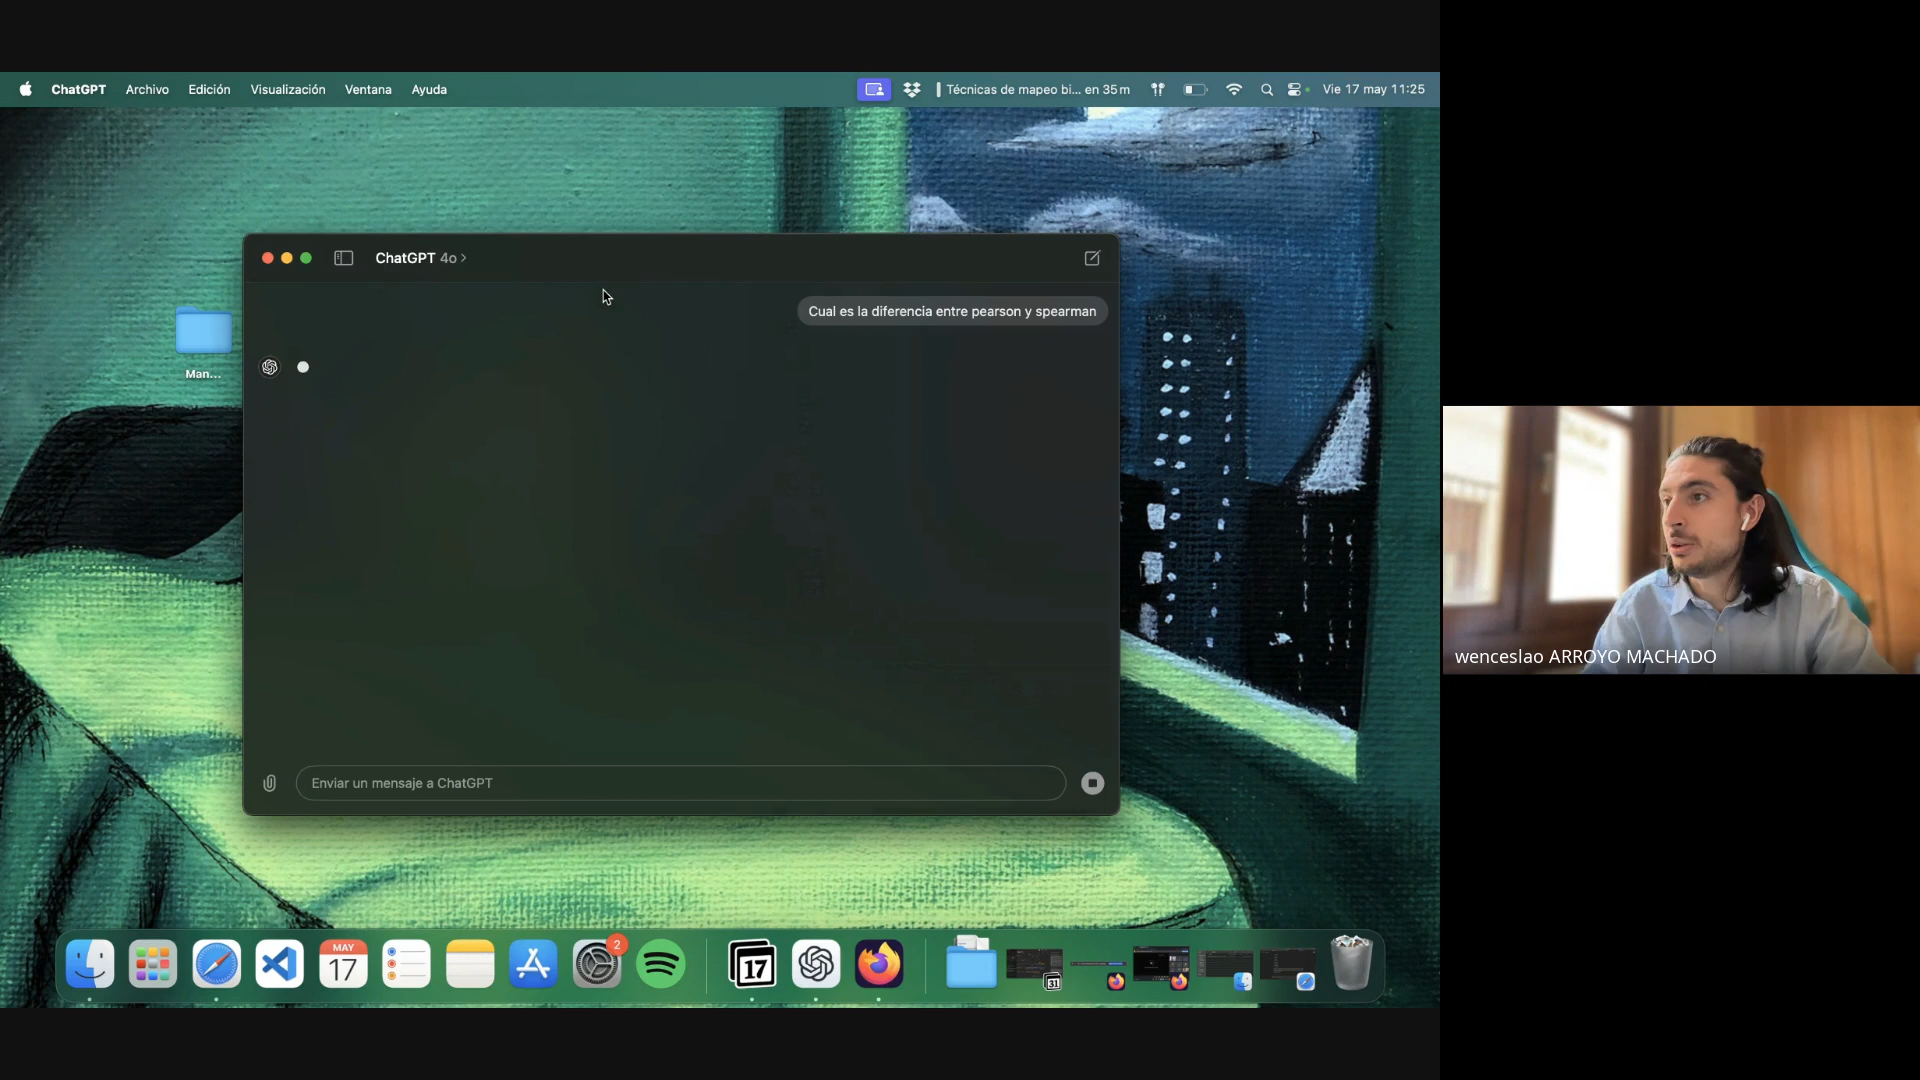 ChatGPT Archivo Edición Visualización Ventana Ayuda
Técnicas de mapeo bi... en 35 m
Vie 17 may 11:25
ChatGPT 4o >
Cual es la diferencia entre pearson y spearman
Man...
Enviar un mensaje a ChatGPT
wenceslao ARROYO MACHADO
MAY
17
2
17
31